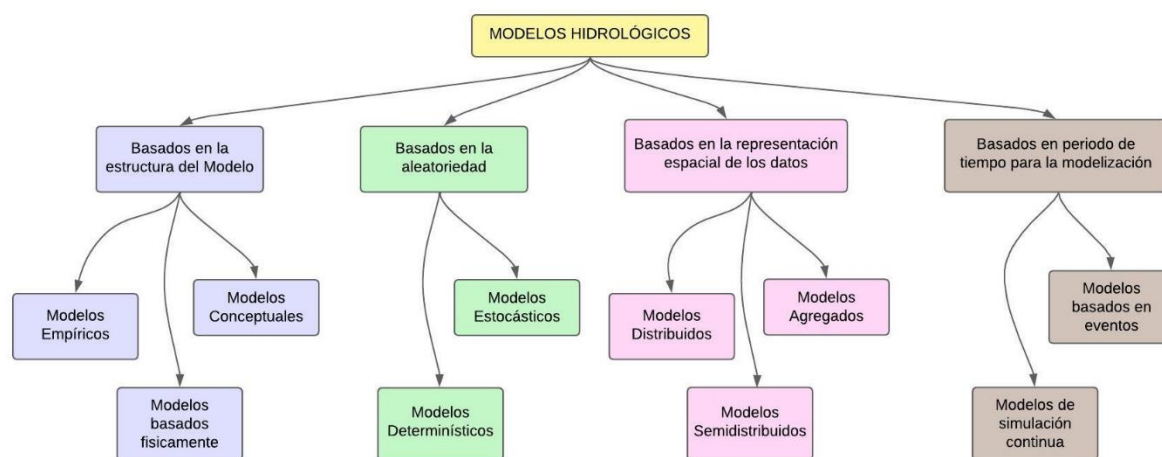 MODELOS HIDROLÓGICOS
Basados en la
estructura del Modelo
Basados en la
aleatoriedad
Basados en la representación
espacial de los datos
Basados en periodo de
tiempo para la modelización
Modelos
Empíricos
Modelos
Conceptuales
Modelos
basados
fisicamente
Modelos
Estocásticos
Modelos
Determinísticos
Modelos
Distribuidos
Modelos
Agregados
Modelos
Semidistribuidos
Modelos
basados en
eventos
Modelos de
simulación
continua